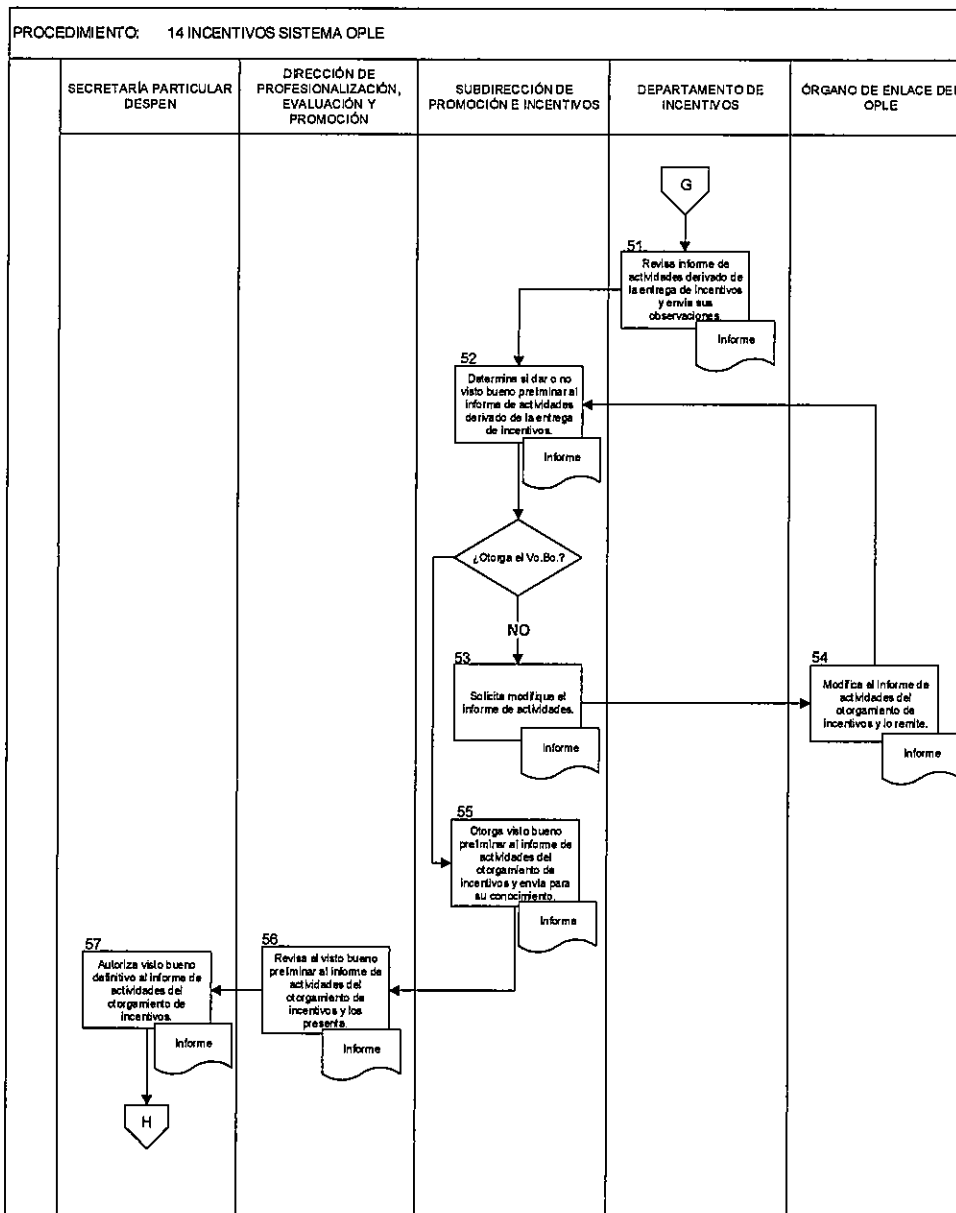 PROCEDIMIENTO: 14 INCENTIVOS SISTEMA OPLE
SECRETARÍA PARTICULAR
DESPEN
DIRECCIÓN DE
PROFESIONALIZACIÓN,
EVALUACIÓN Y
PROMOCIÓN
SUBDIRECCIÓN DE
PROMOCIÓN E INCENTIVOS
DEPARTAMENTO DE
INCENTIVOS
ÓRGANO DE ENLACE DEL
OPLE
G
51
Revisa informe de
actividades derivado de
la entrega de incentivos
y envía sus
observaciones.
Informe
52
Determina si dar o no
visto bueno preliminar al
informe de actividades
derivado de la entrega
de incentivos.
Informe
¿Otorga el Vo.Bo.?
NO
53
Solicita modifique el
informe de actividades.
Informe
54
Modifica el informe de
actividades del
otorgamiento de
incentivos y lo remite.
Informe
55
Otorga visto bueno
preliminar al informe de
actividades del
otorgamiento de
incentivos y envía para
su conocimiento.
Informe
56
Revisa el visto bueno
preliminar al informe de
actividades del
otorgamiento de
incentivos y los
presenta.
Informe
57
Autoriza visto bueno
definitivo al informe de
actividades del
otorgamiento de
incentivos.
Informe
H